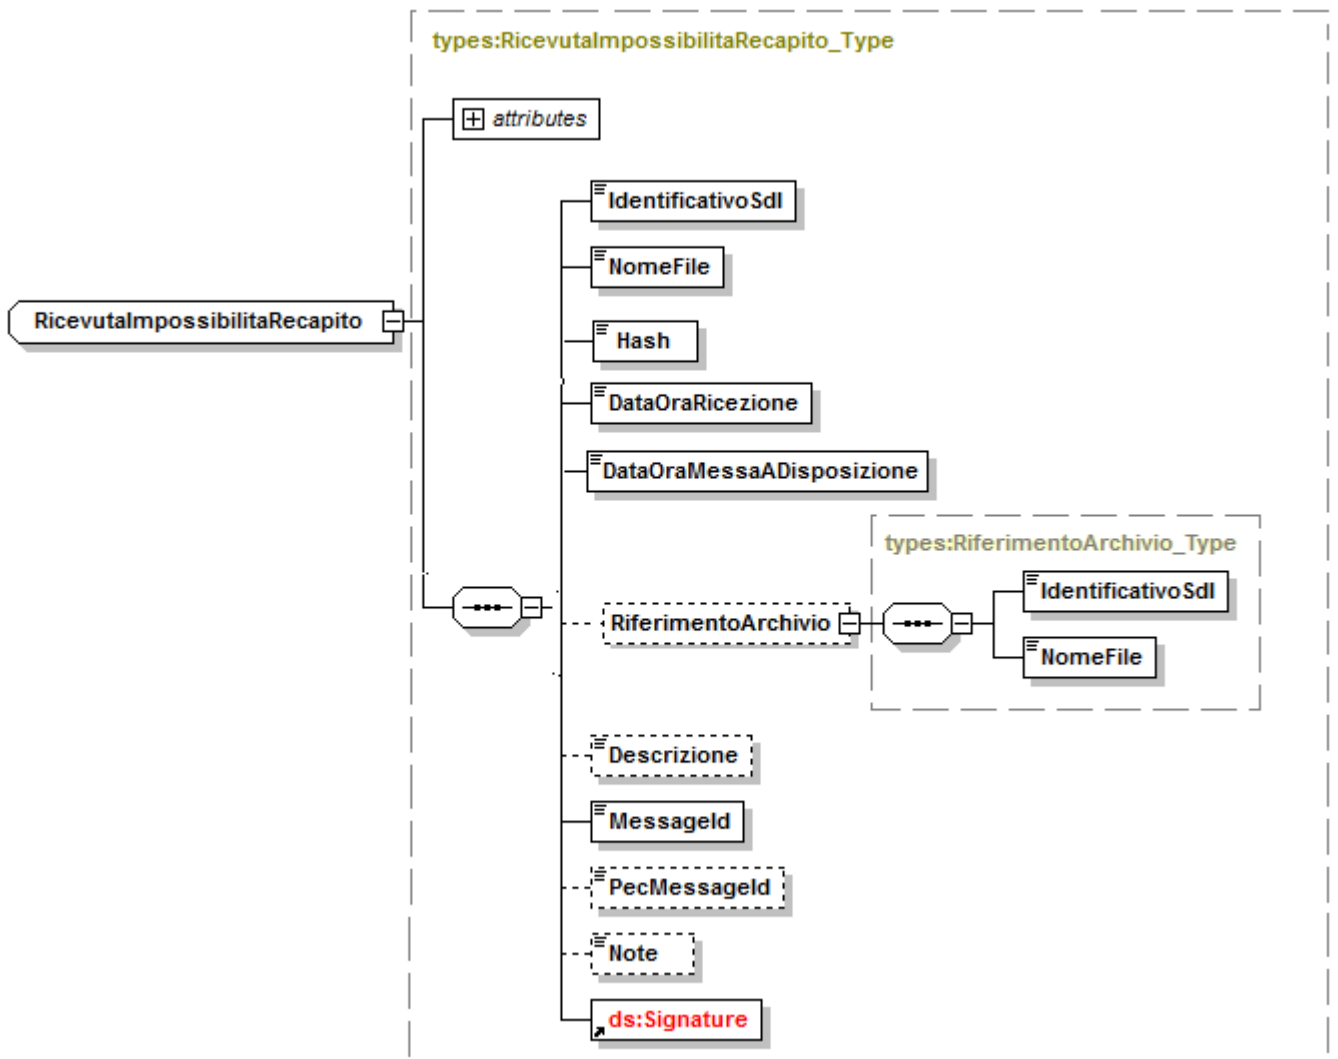 types:RicevutaImpossibilitaRecapito_Type
attributes
IdentificativoSdI
NomeFile
RicevutaImpossibilitaRecapito
Hash
DataOraRicezione
DataOraMessaADisposizione
types:RiferimentoArchivio_Type
IdentificativoSdI
RiferimentoArchivio
NomeFile
Descrizione
MessageId
PecMessageId
Note
ds:Signature